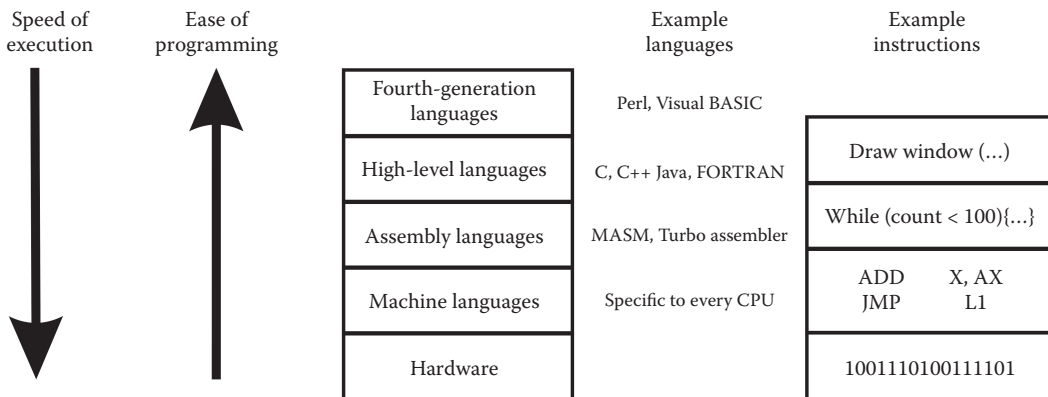 Speed of
execution
Ease of
programming
Example
languages
Example
instructions
Fourth-generation
languages
Perl, Visual BASIC
Draw window (...)
High-level languages
C, C++ Java, FORTRAN
While (count < 100){...}
Assembly languages
MASM, Turbo assembler
ADD X, AX
JMP L1
Machine languages
Specific to every CPU
Hardware
1001110100111101